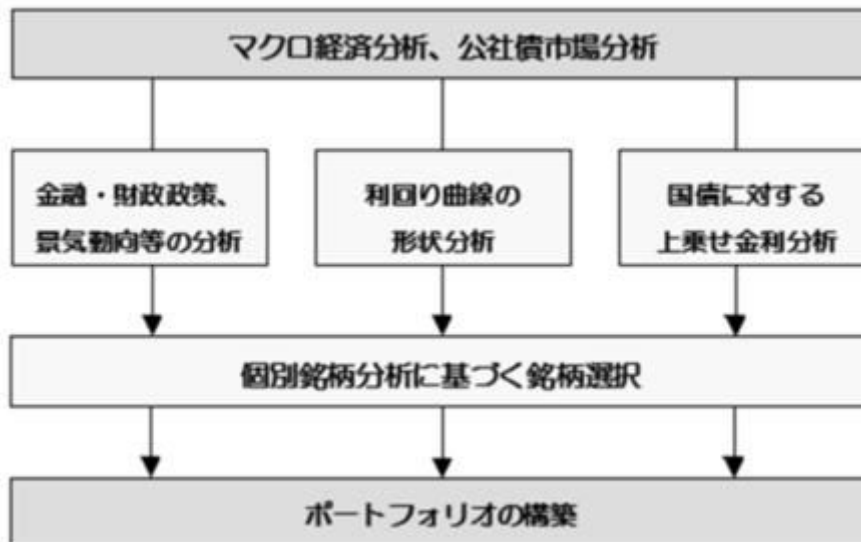 マクロ経済分析、公社債市場分析
金融・財政政策、
景気動向等の分析
利回り曲線の
形状分析
国債に対する
上乗せ金利分析
個別銘柄分析に基づく銘柄選択
ポートフォリオの構築